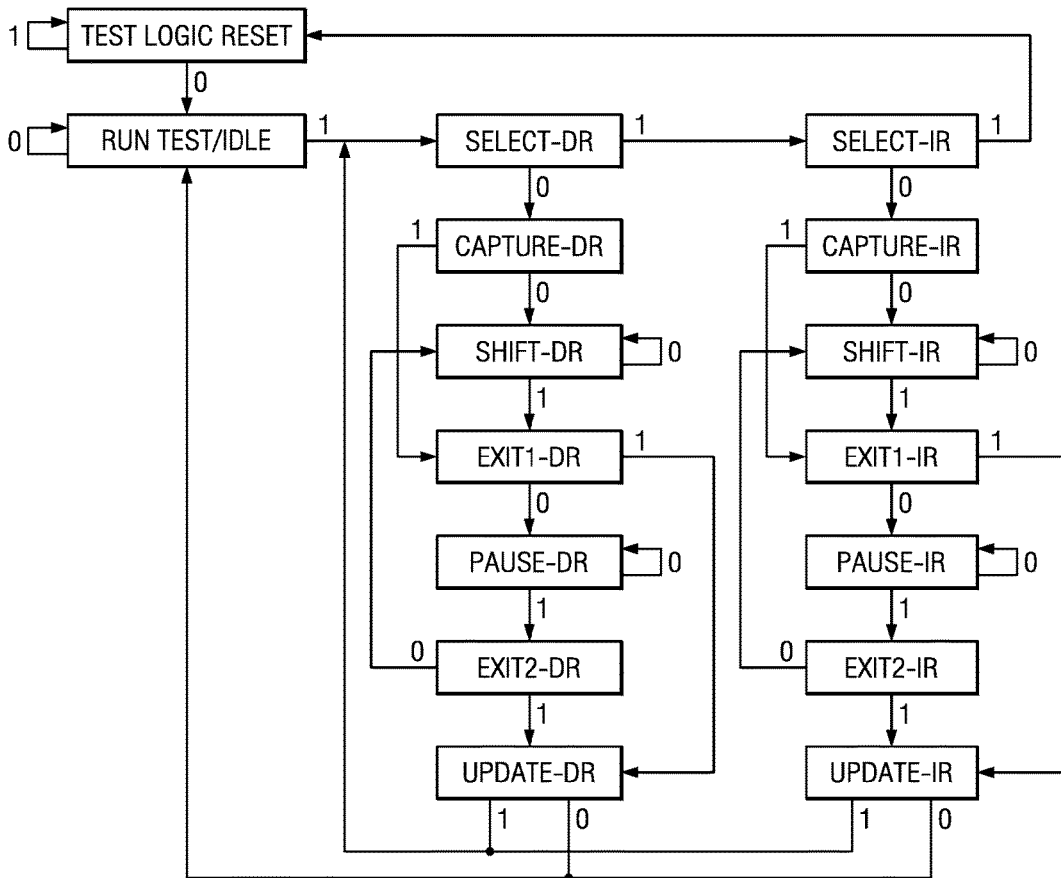 TEST LOGIC RESET
1
0
RUN TEST/IDLE
0
1
SELECT-DR
1
SELECT-IR
1
0
0
1
CAPTURE-DR
1
CAPTURE-IR
0
0
SHIFT-DR
0
SHIFT-IR
0
1
1
EXIT1-DR
1
EXIT1-IR
1
0
0
PAUSE-DR
0
PAUSE-IR
0
1
1
0
EXIT2-DR
0
EXIT2-IR
1
1
UPDATE-DR
UPDATE-IR
1
0
1
0